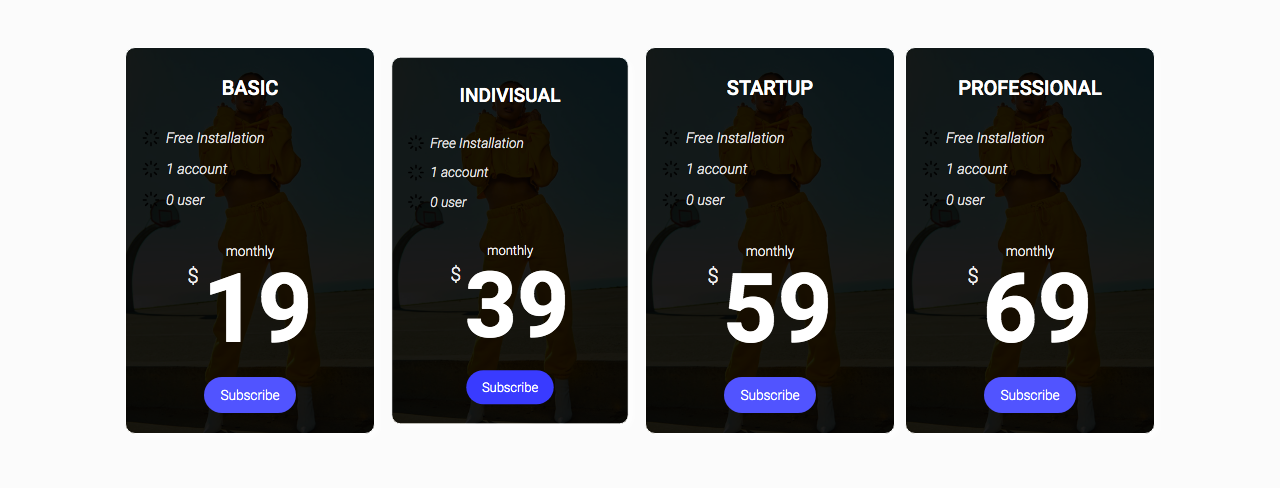 BASIC
Free Installation
1 account
0 user
monthly
$ 19
Subscribe
INDIVISUAL
Free Installation
1 account
0 user
monthly
$ 39
Subscribe
STARTUP
Free Installation
1 account
0 user
monthly
$ 59
Subscribe
PROFESSIONAL
Free Installation
1 account
0 user
monthly
$ 69
Subscribe